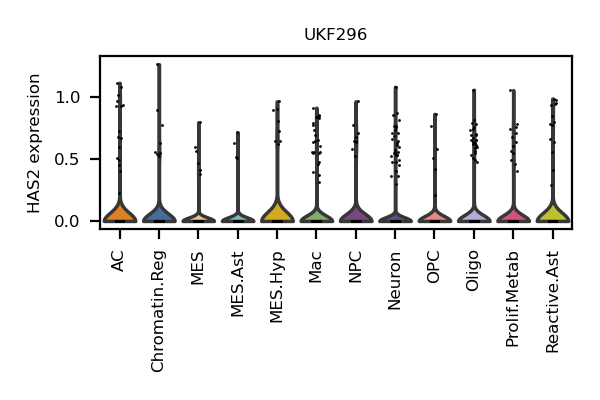 UKF296
HAS2 expression
1.0
0.5
0.0
AC
Chromatin.Reg
MES
MES.Ast
MES.Hyp
Mac
NPC
Neuron
OPC
Oligo
Prolif.Metab
Reactive.Ast